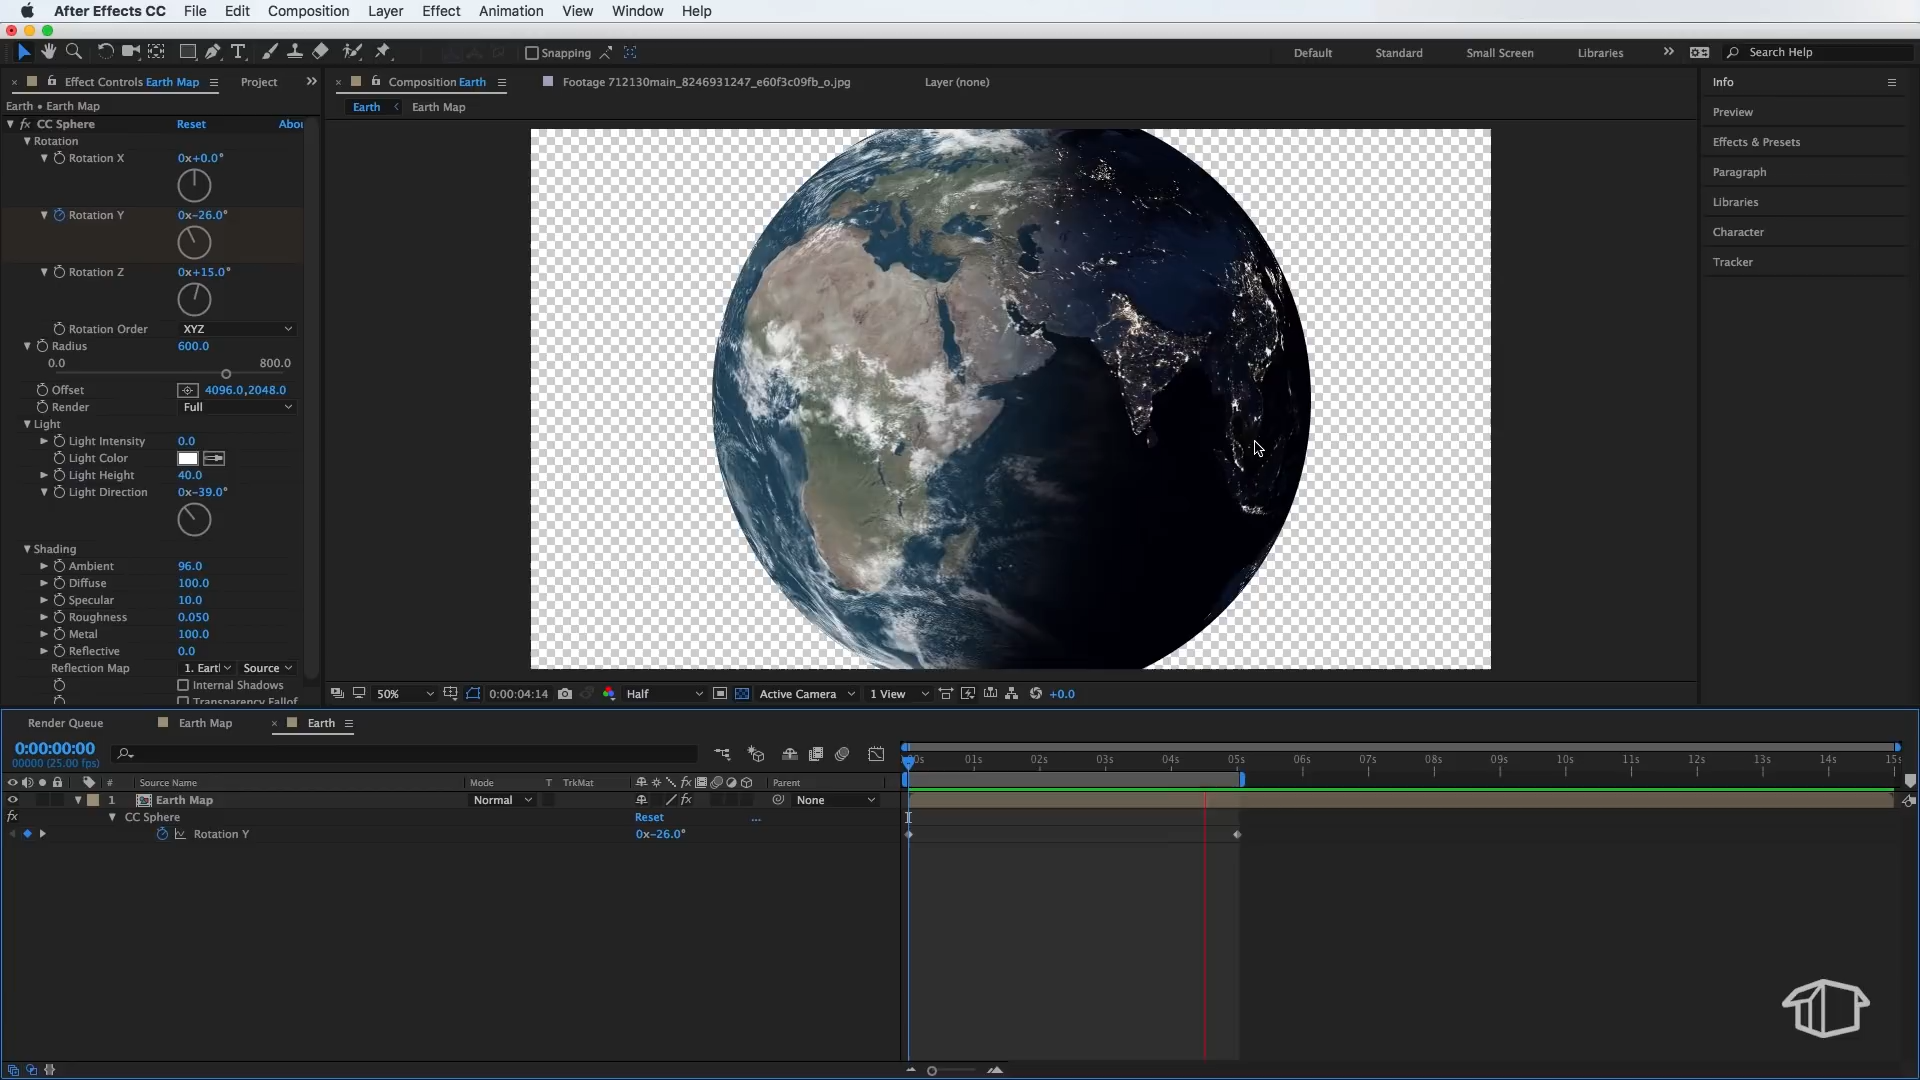 After Effects CC File Edit Composition Layer Effect Animation View Window Help
Snapping Default Standard Small Screen Libraries Search Help
Effect Controls Earth Map Project
Earth • Earth Map
CC Sphere Reset Abou
Rotation
Rotation X 0x+0.0°
Rotation Y 0x-26.0°
Rotation Z 0x+15.0°
Rotation Order XYZ
Radius 600.0
0.0 800.0
Offset 4096.0,2048.0
Render Full
Light
Light Intensity 0.0
Light Color
Light Height 40.0
Light Direction 0x-39.0°
Shading
Ambient 96.0
Diffuse 100.0
Specular 10.0
Roughness 0.050
Metal 100.0
Reflective 0.0
Reflection Map 1. Eart Source
Internal Shadows
Transparency Fallof
Composition Earth Footage 712130main_8246931247_e60f3c09fb_o.jpg Layer (none)
Earth Earth Map
50% 0:00:04:14 Half Active Camera 1 View +0.0
Info
Preview
Effects & Presets
Paragraph
Libraries
Character
Tracker
Render Queue Earth Map Earth
0:00:00:00
00000 (25.00 fps)
00s 01s 02s 03s 04s 05s 06s 07s 08s 09s 10s 11s 12s 13s 14s 15s
# Source Name Mode T TrkMat Parent
1 Earth Map Normal None
fx CC Sphere Reset ...
Rotation Y 0x-26.0°